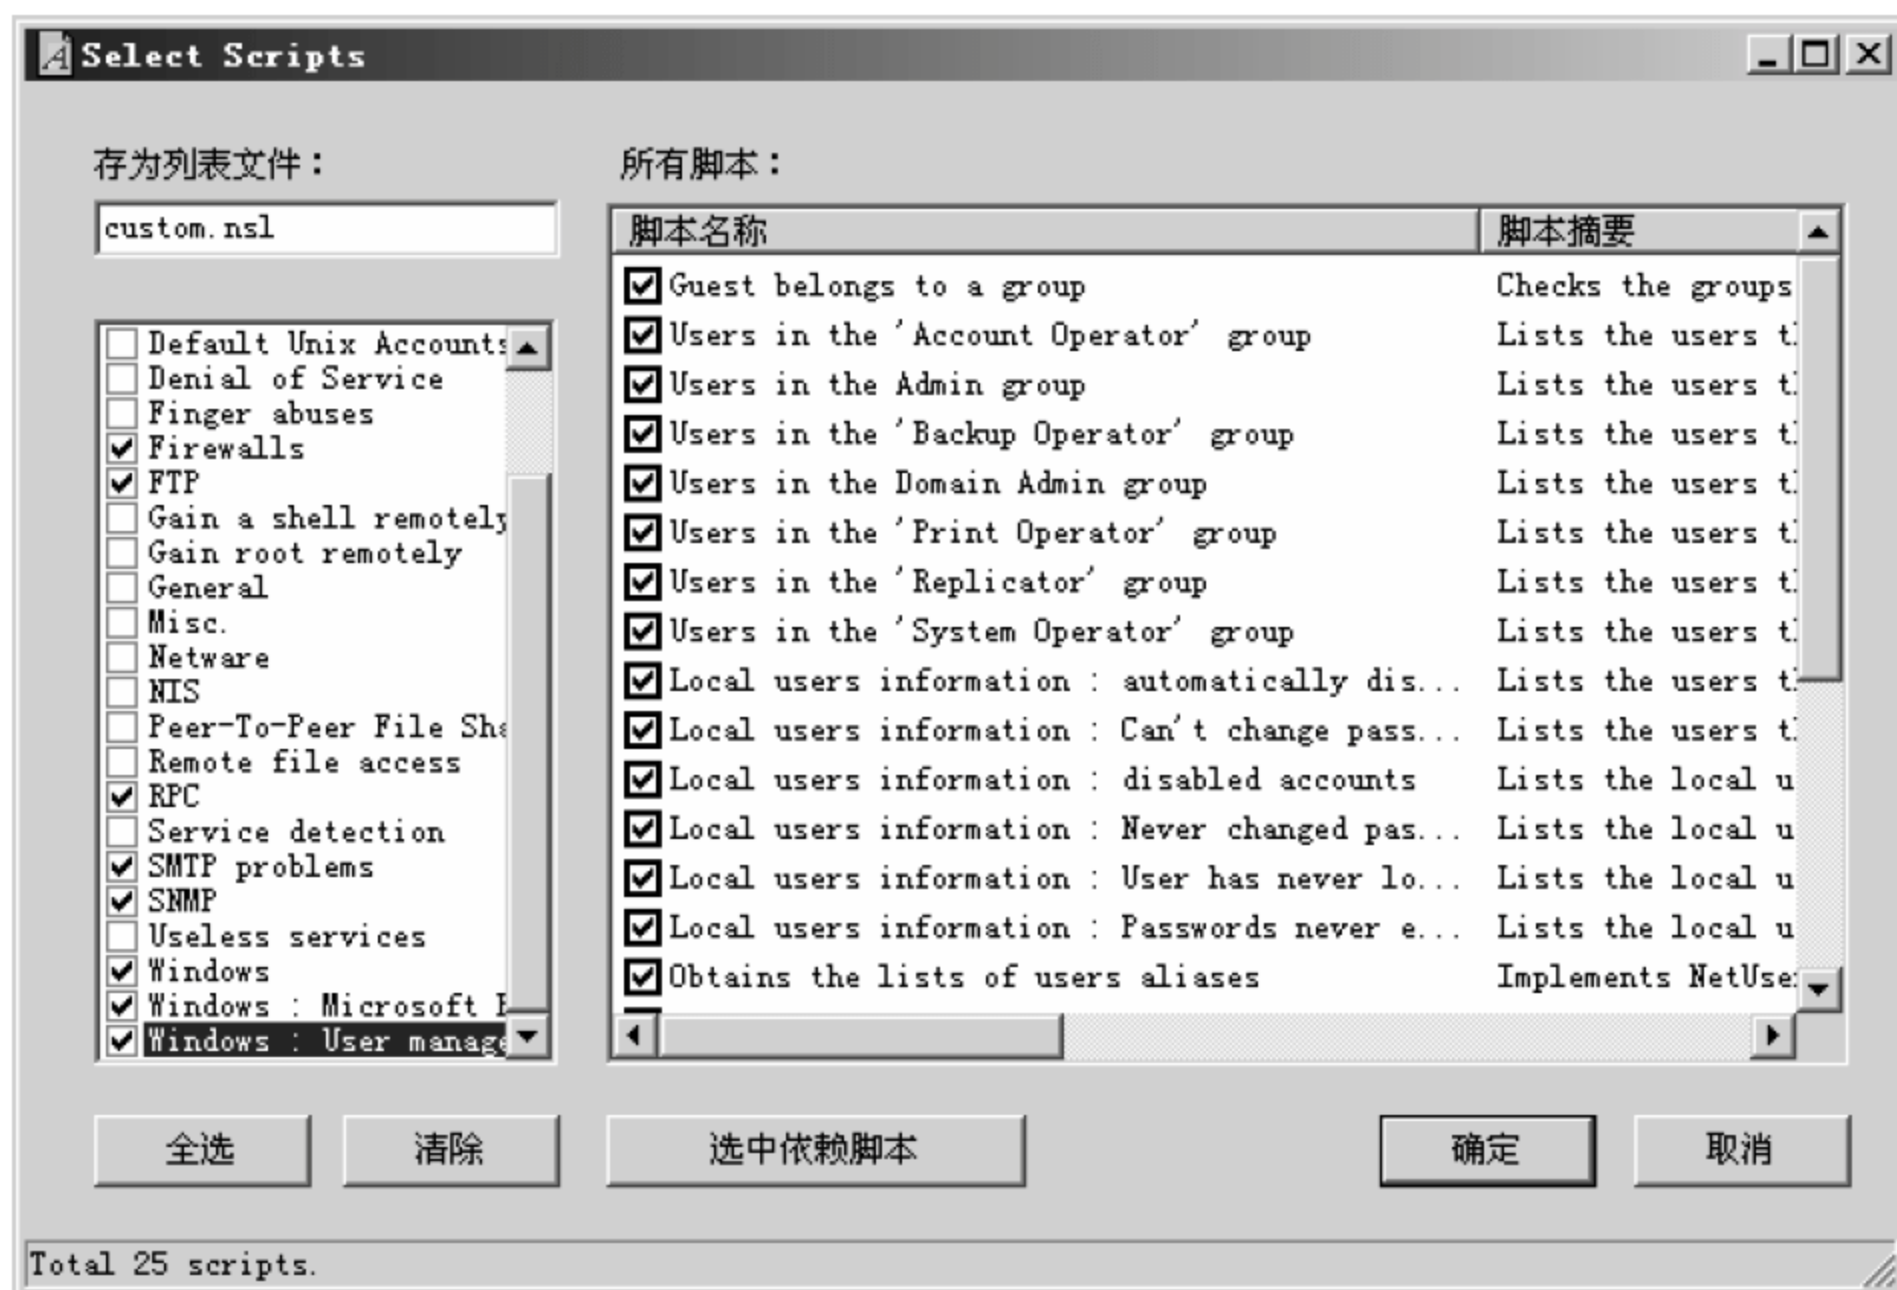 Select Scripts
存为列表文件：
custom.nsl
Default Unix Accounts
Denial of Service
Finger abuses
Firewalls
FTP
Gain a shell remotely
Gain root remotely
General
Misc.
Netware
NIS
Peer-To-Peer File Sha
Remote file access
RPC
Service detection
SMTP problems
SNMP
Useless services
Windows
Windows : Microsoft
Windows : User manage
所有脚本：
脚本名称 脚本摘要
Guest belongs to a group Checks the groups
Users in the 'Account Operator' group Lists the users
Users in the Admin group Lists the users
Users in the 'Backup Operator' group Lists the users
Users in the Domain Admin group Lists the users
Users in the 'Print Operator' group Lists the users
Users in the 'Replicator' group Lists the users
Users in the 'System Operator' group Lists the users
Local users information : automatically dis... Lists the users
Local users information : Can't change pass... Lists the users
Local users information : disabled accounts Lists the local u
Local users information : Never changed pas... Lists the local u
Local users information : User has never lo... Lists the local u
Local users information : Passwords never e... Lists the local u
Obtains the lists of users aliases Implements NetUse
全选 清除 选中依赖脚本 确定 取消
Total 25 scripts.